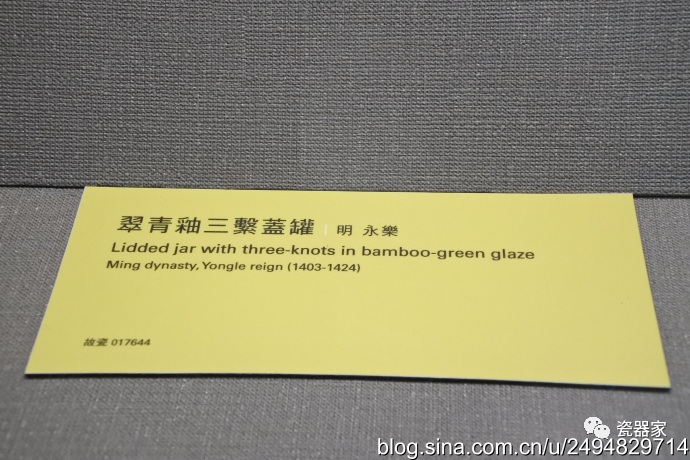 翠青釉三繫蓋罐 | 明 永樂
Lidded jar with three-knots in bamboo-green glaze
Ming dynasty, Yongle reign (1403-1424)
故瓷 017644
瓷器家
blog.sina.com.cn/u/2494829714